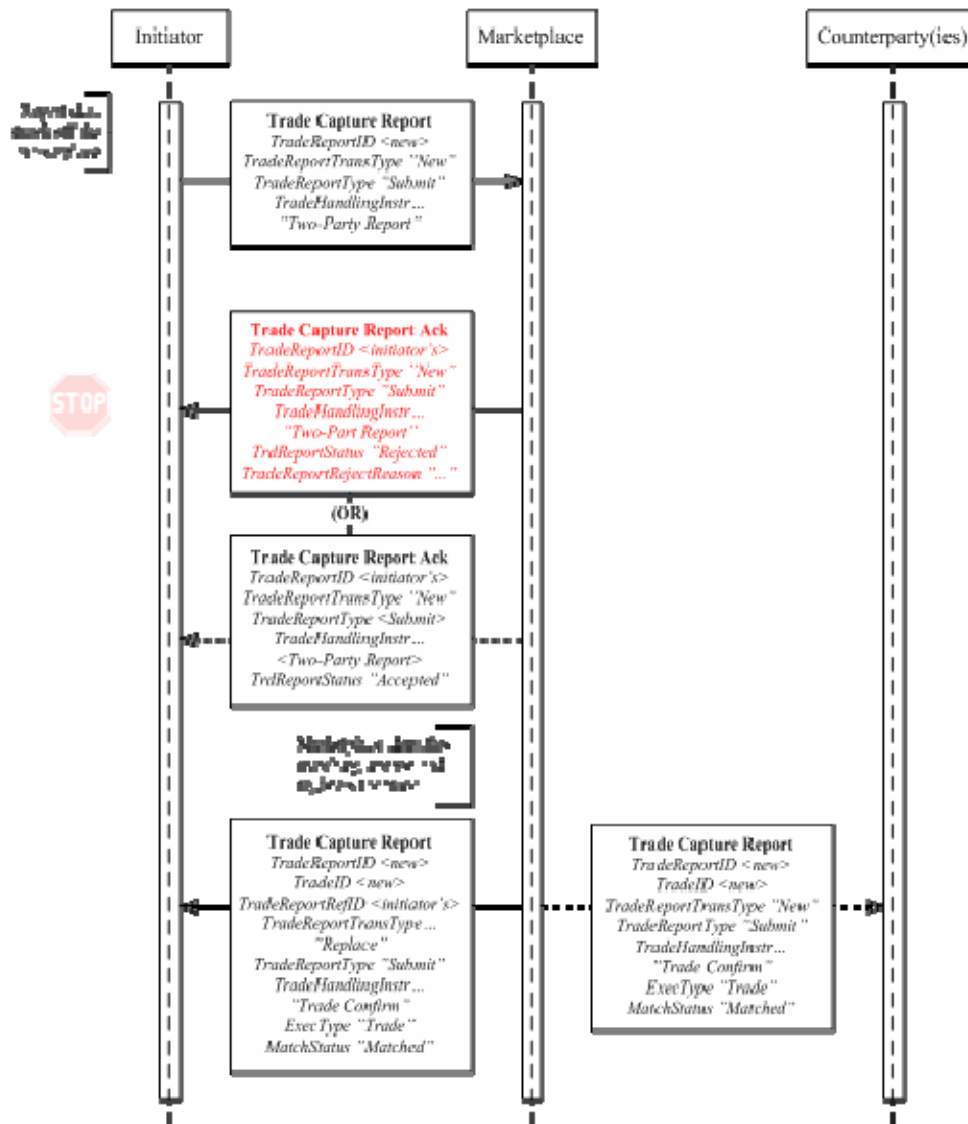 Initiator
Marketplace
Counterparty(ies)
Trade Capture Report
TradeReportID <new>
TradeReportTransType "New"
TradeReportType "Submit"
TradeHandlingInstr...
"Two-Party Report"
STOP
Trade Capture Report Ack
TradeReportID <initiator's>
TradeReportTransType "New"
TradeReportType "Submit"
TradeHandlingInstr...
"Two-Part Report"
TrdReportStatus "Rejected"
TradeReportRejectReason "..."
(OR)
Trade Capture Report Ack
TradeReportID <initiator's>
TradeReportTransType "New"
TradeReportType <Submit>
TradeHandlingInstr...
<Two-Party Report>
TrdReportStatus "Accepted"
Trade Capture Report
TradeReportID <new>
TradeID <new>
TradeReportRefID <initiator's>
TradeReportTransType...
"Replace"
TradeReportType "Submit"
TradeHandlingInstr...
"Trade Confirm"
ExecType "Trade"
MatchStatus "Matched"
Trade Capture Report
TradeReportID <new>
TradeID <new>
TradeReportTransType "New"
TradeReportType "Submit"
TradeHandlingInstr...
"Trade Confirm"
ExecType "Trade"
MatchStatus "Matched"